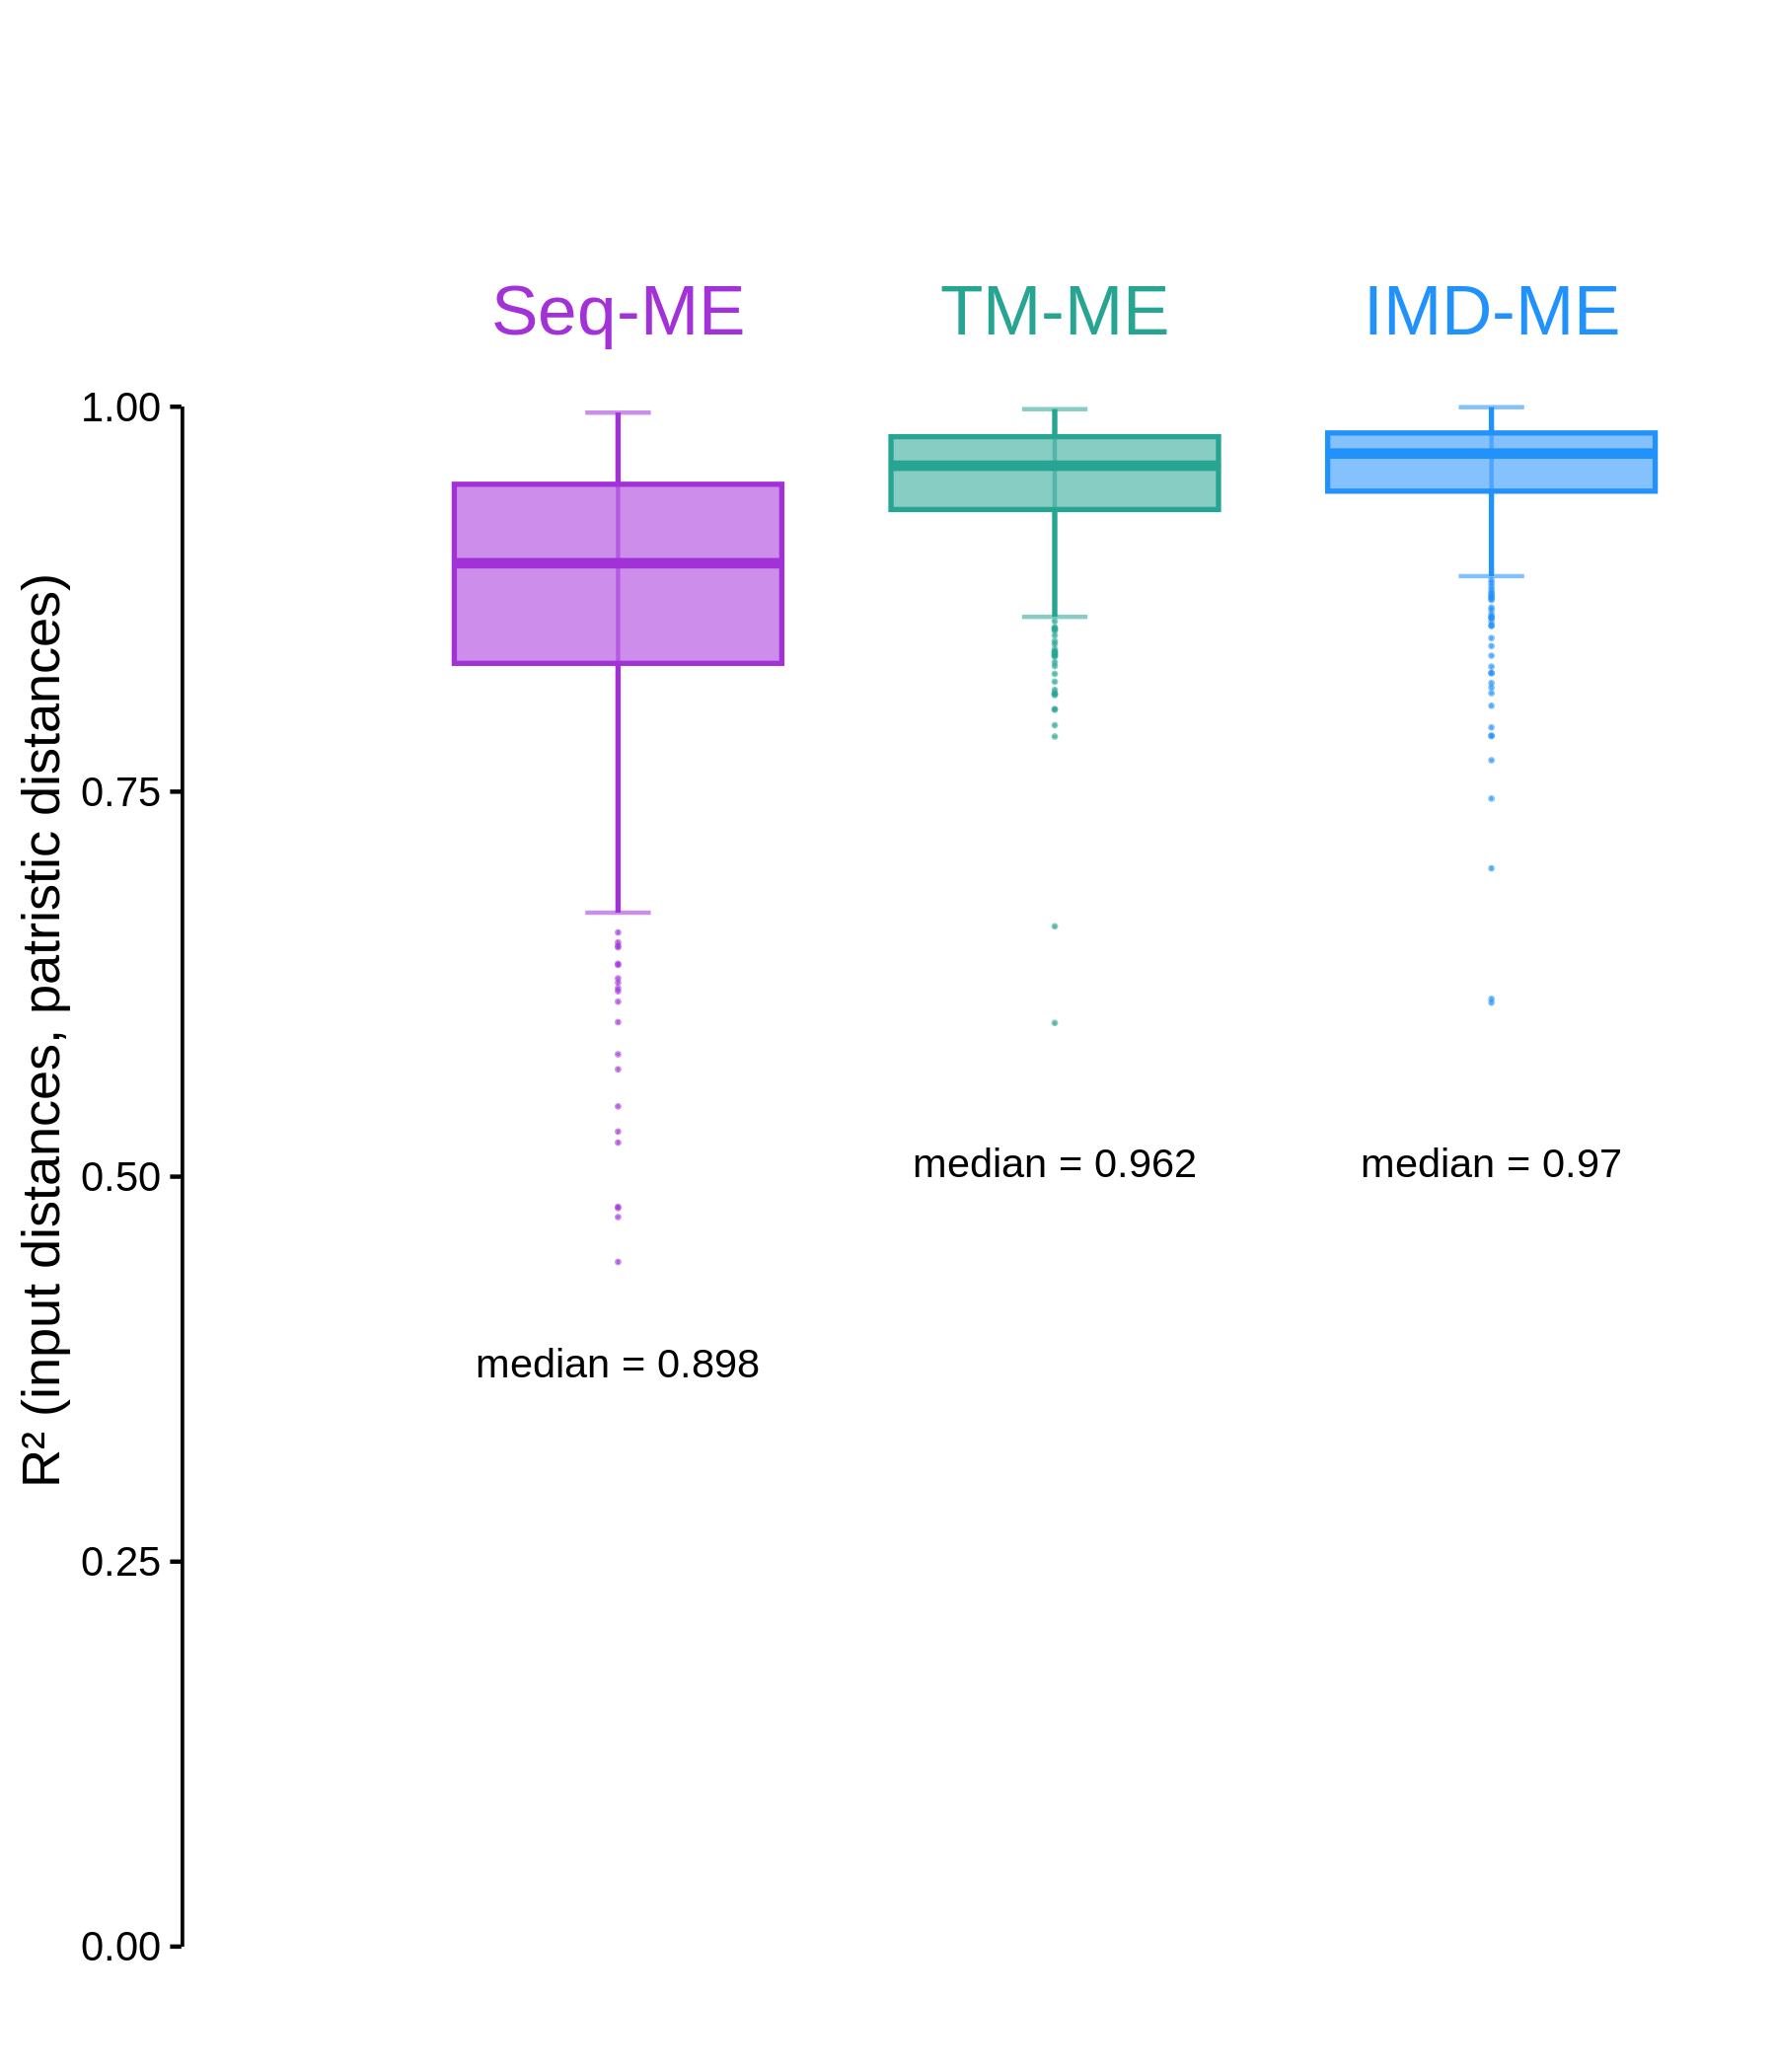 Seq-ME TM-ME IMD-ME
1.00
0.75
0.50
0.25
0.00
R² (input distances, patristic distances)
median = 0.898
median = 0.962
median = 0.97